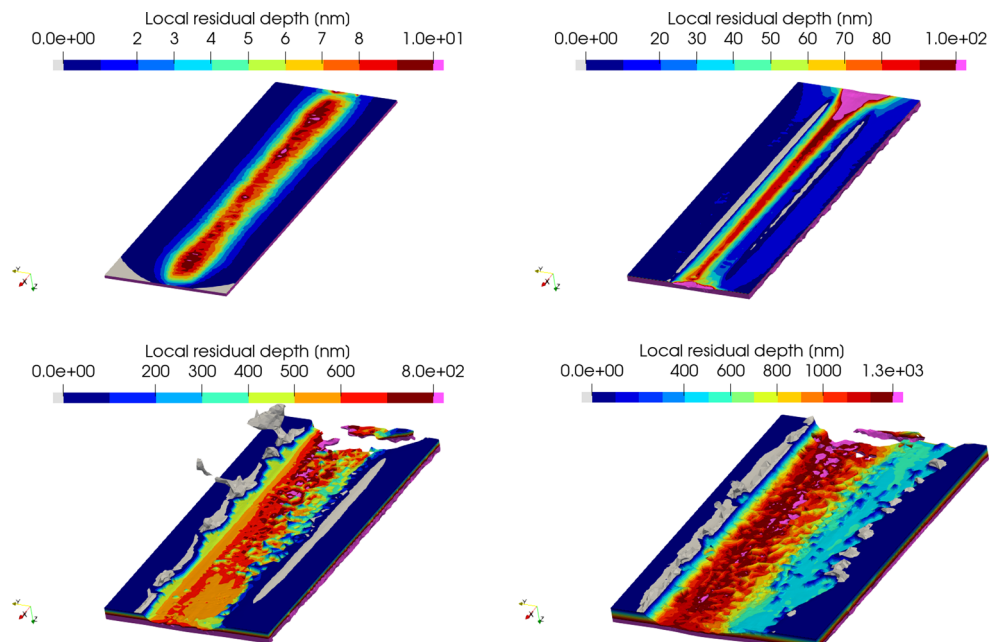 Local residual depth (nm)
0.0e+00 2 3 4 5 6 7 8 1.0e+01
Local residual depth (nm)
0.0e+00 20 30 40 50 60 70 80 1.0e+02
Y X Z
Y X Z
Local residual depth (nm)
0.0e+00 200 300 400 500 600 8.0e+02
Local residual depth (nm)
0.0e+00 400 600 800 1000 1.3e+03
Y X Z
Y X Z